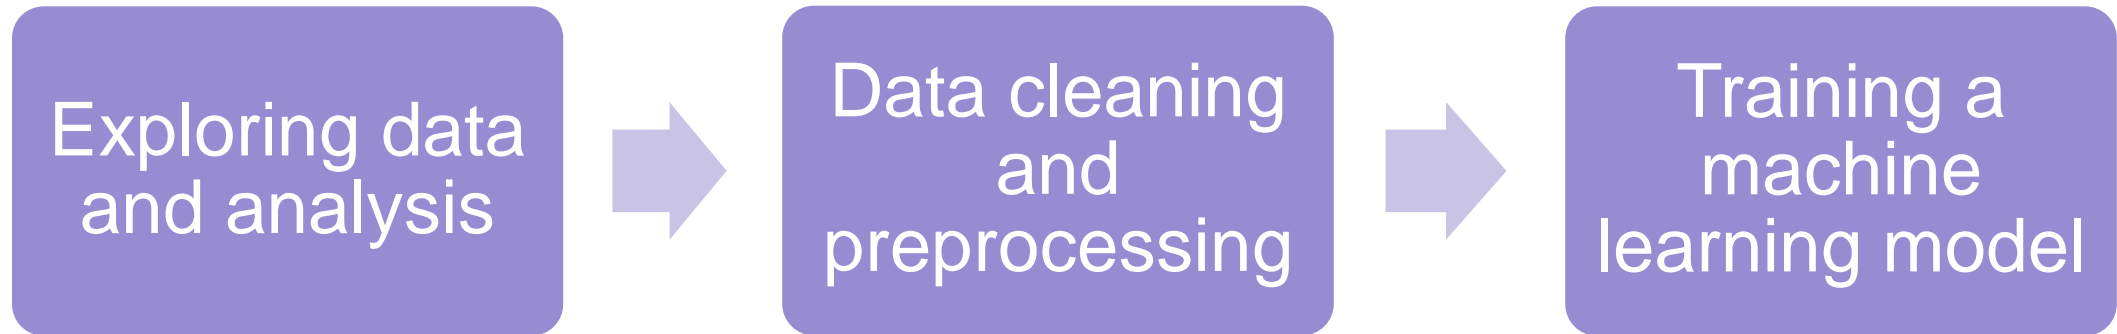 Exploring data
and analysis
Data cleaning
and
preprocessing
Training a
machine
learning model